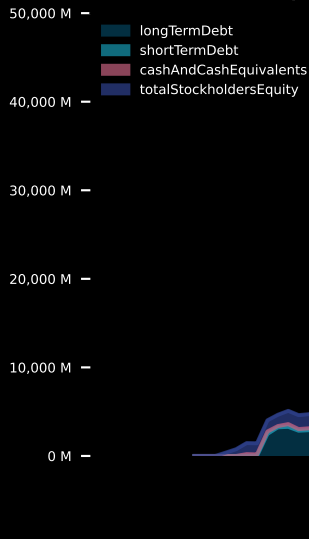 50,000 M
longTermDebt
shortTermDebt
cashAndCashEquivalents
totalStockholdersEquity
40,000 M
30,000 M
20,000 M
10,000 M
0 M